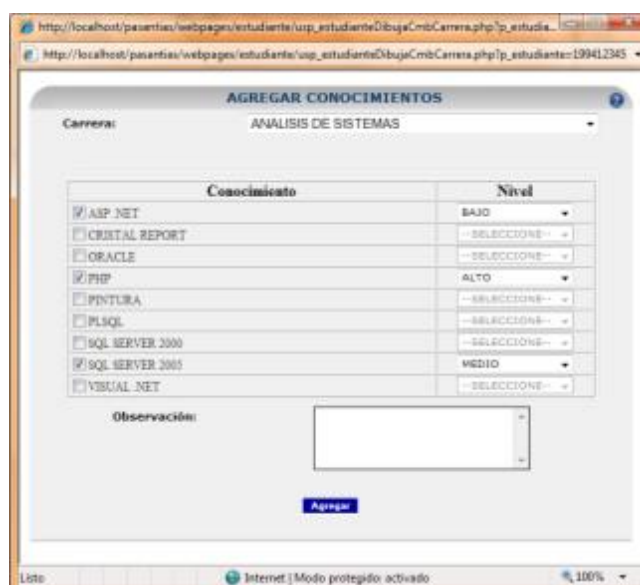 http://localhost/pasantias/webpages/estudiante/usp_estudianteDibujaCmbCarrera.php?p_estudia...
http://localhost/pasantias/webpages/estudiante/usp_estudianteDibujaCmbCarrera.php?p_estudiante=199412345
AGREGAR CONOCIMIENTOS
Carrera: ANALISIS DE SISTEMAS
Conocimiento Nivel
ASP .NET BAJO
CRISTAL REPORT --SELECCIONE--
ORACLE --SELECCIONE--
PHP ALTO
PINTURA --SELECCIONE--
PLSQL --SELECCIONE--
SQL SERVER 2000 --SELECCIONE--
SQL SERVER 2005 MEDIO
VISUAL .NET --SELECCIONE--
Observación:
Agregar
Listo Internet | Modo protegido: activado 100%